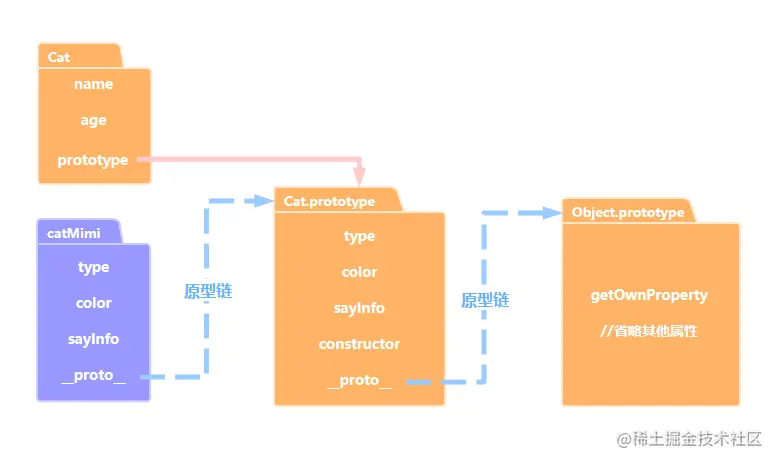 Cat
name
age
prototype
catMimi
type
color
sayInfo
__proto__
原型链
Cat.prototype
type
color
sayInfo
constructor
__proto__
原型链
Object.prototype
getOwnProperty
//省略其他属性
@稀土掘金技术社区